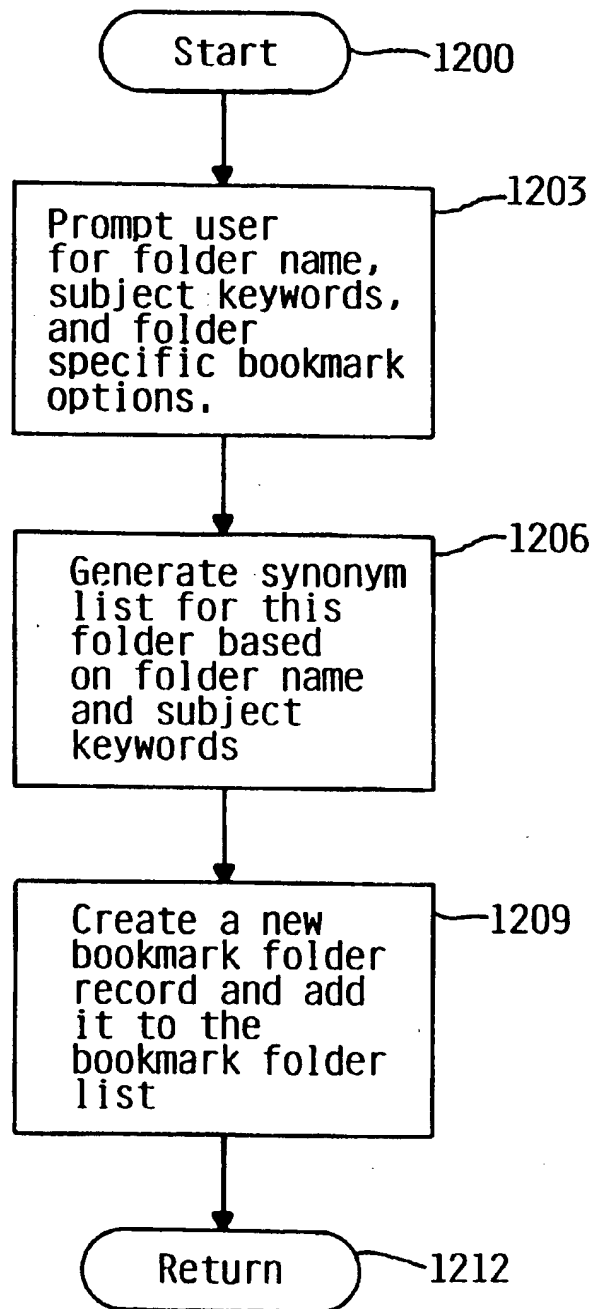 Start
1200
1203
Prompt user
for folder name,
subject keywords,
and folder
specific bookmark
options.
1206
Generate synonym
list for this
folder based
on folder name
and subject
keywords
1209
Create a new
bookmark folder
record and add
it to the
bookmark folder
list
Return
1212